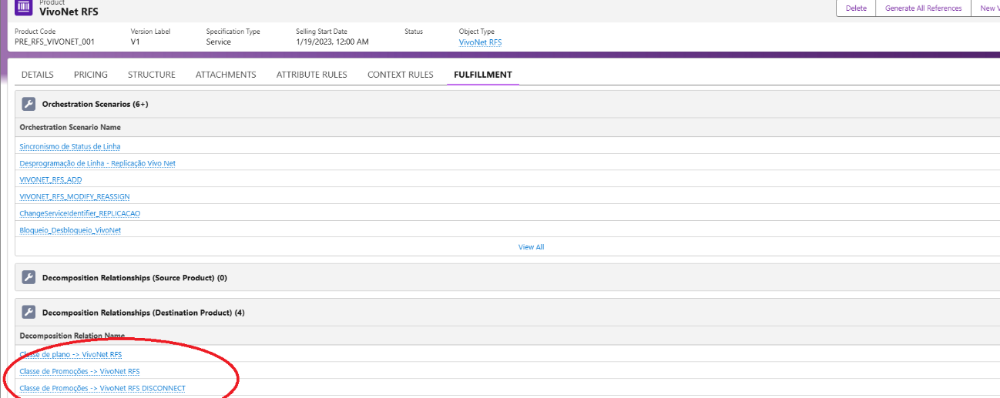 Product
VivoNet RFS
Delete
Generate All References
New V
Product Code
Version Label
Specification Type
Selling Start Date
Status
Object Type
PRE_RFS_VIVONET_001
V1
Service
1/19/2023, 12:00 AM
VivoNet RFS
DETAILS
PRICING
STRUCTURE
ATTACHMENTS
ATTRIBUTE RULES
CONTEXT RULES
FULFILLMENT
Orchestration Scenarios (6+)
Orchestration Scenario Name
Sincronismo de Status de Linha
Desprogramação de Linha - Replicação Vivo Net
VIVONET_RFS_ADD
VIVONET_RFS_MODIFY_REASSIGN
ChangeServiceIdentifier_REPLICACAO
Bloqueio_Desbloqueio_VivoNet
View All
Decomposition Relationships (Source Product) (0)
Decomposition Relationships (Destination Product) (4)
Decomposition Relation Name
Classe de plano -> VivoNet RFS
Classe de Promoções -> VivoNet RFS
Classe de Promoções -> VivoNet RFS DISCONNECT